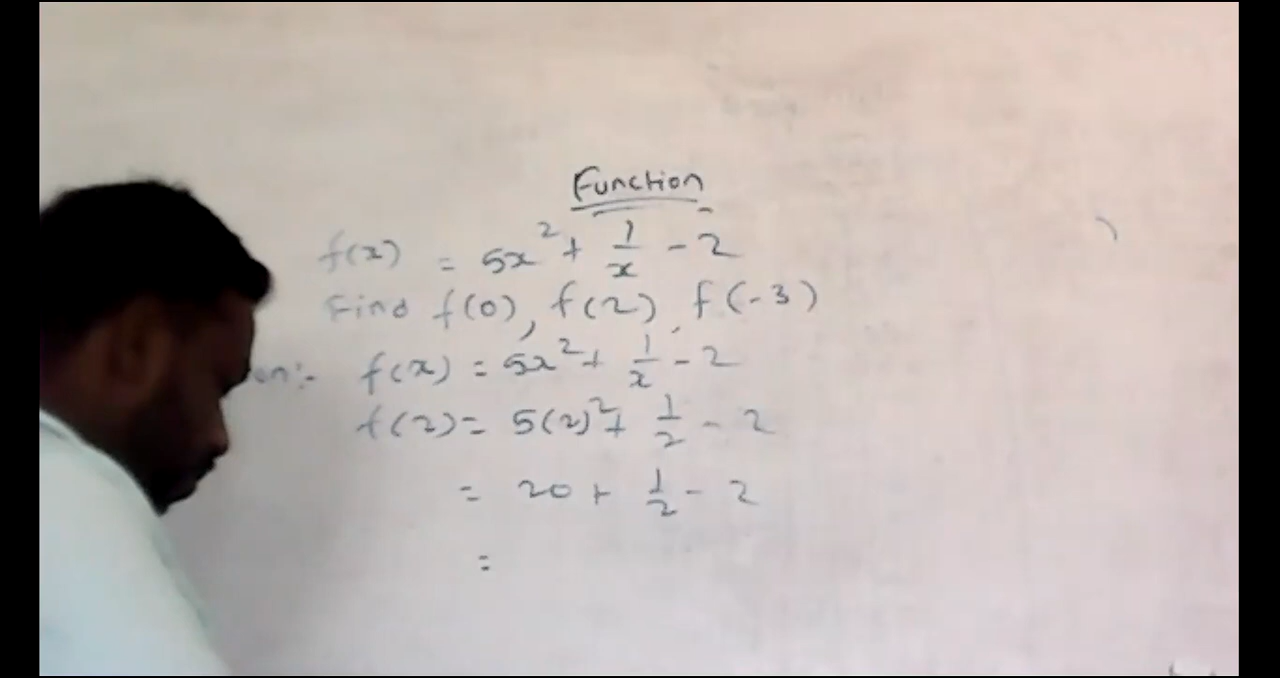 Function
f(x) = 5x² + 1/x - 2
Find f(0), f(2), f(-3)
f(x) = 5x² + 1/x - 2
f(2) = 5(2)² + 1/2 - 2
= 20 + 1/2 - 2
=